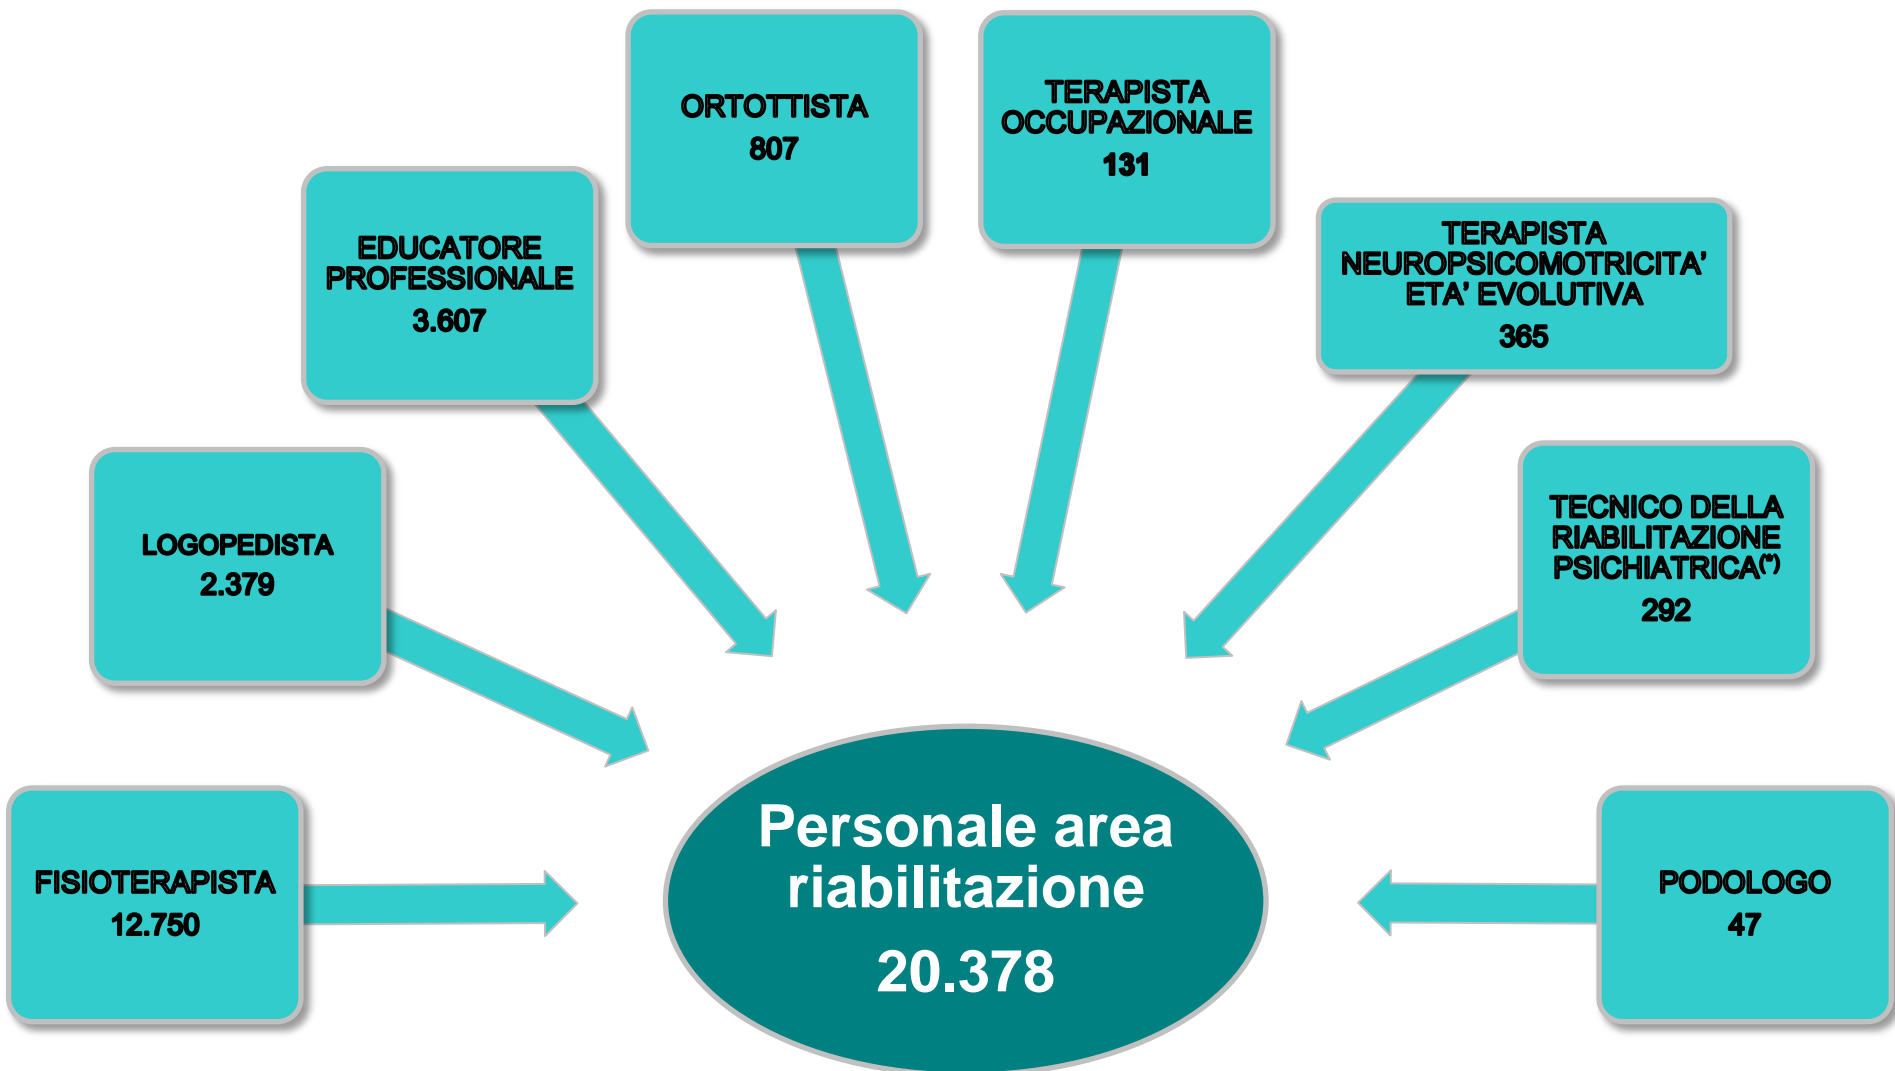 ORTOTTISTA
807
TERAPISTA
OCCUPAZIONALE
131
EDUCATORE
PROFESSIONALE
3.607
TERAPISTA
NEUROPSICOMOTRICITA’
ETA’ EVOLUTIVA
365
LOGOPEDISTA
2.379
TECNICO DELLA
RIABILITAZIONE
PSICHIATRICA(*)
292
FISIOTERAPISTA
12.750
Personale area
riabilitazione
20.378
PODOLOGO
47